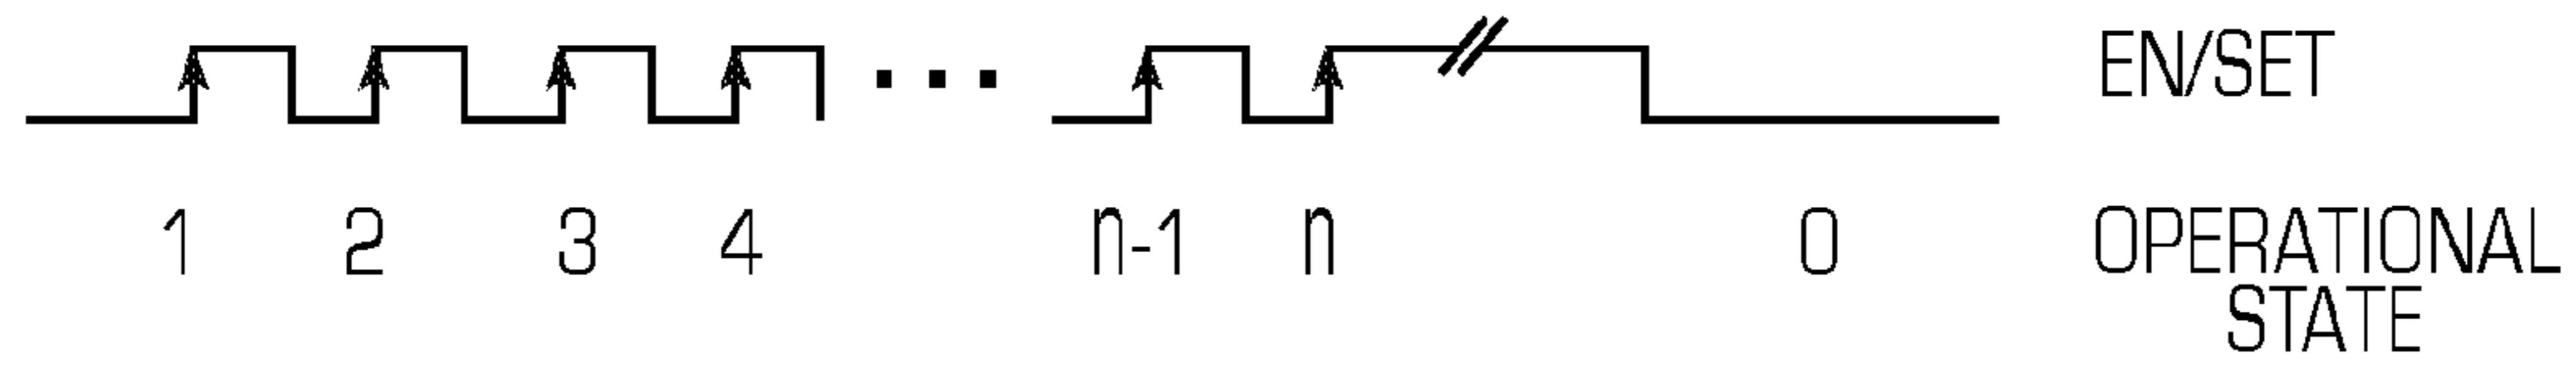 EN/SET
1 2 3 4 ... n-1 n 0 OPERATIONAL
STATE